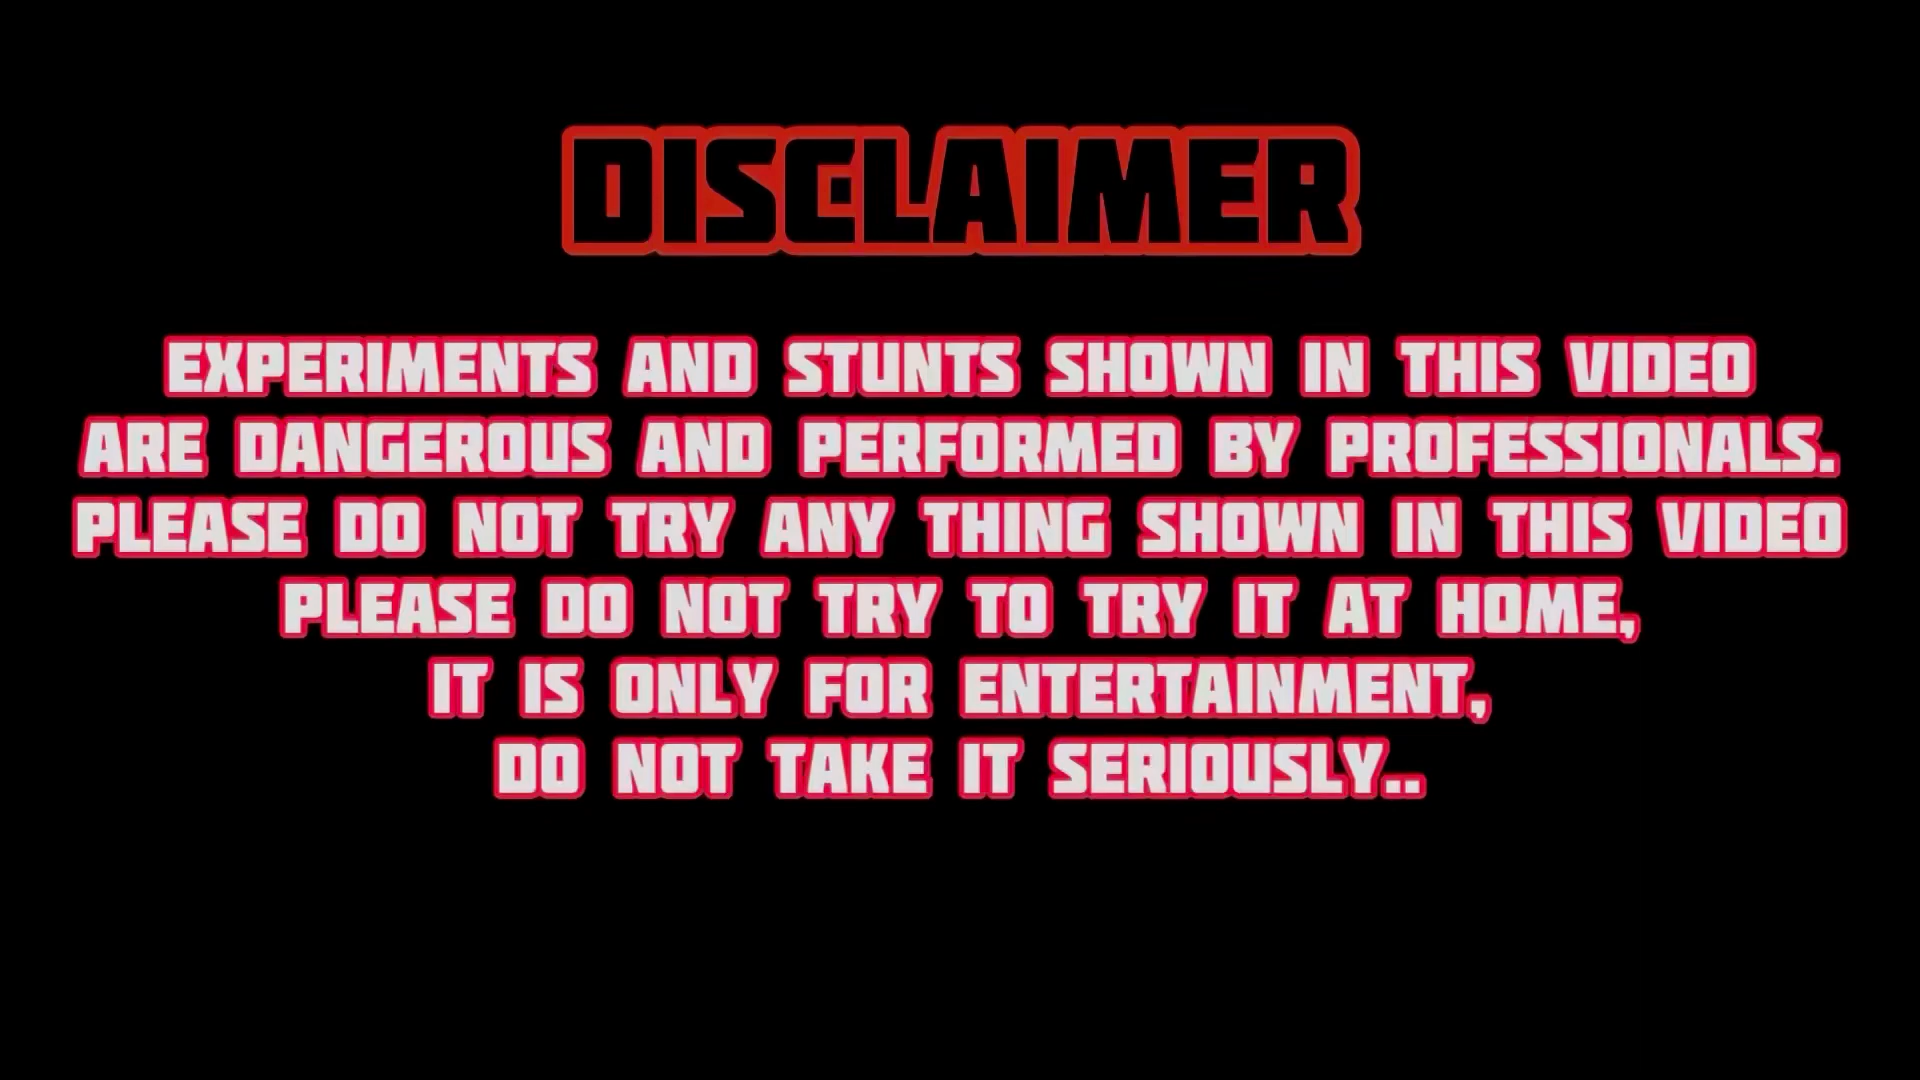 DISCLAIMER
EXPERIMENTS AND STUNTS SHOWN IN THIS VIDEO
ARE DANGEROUS AND PERFORMED BY PROFESSIONALS.
PLEASE DO NOT TRY ANY THING SHOWN IN THIS VIDEO
PLEASE DO NOT TRY TO TRY IT AT HOME,
IT IS ONLY FOR ENTERTAINMENT,
DO NOT TAKE IT SERIOUSLY..